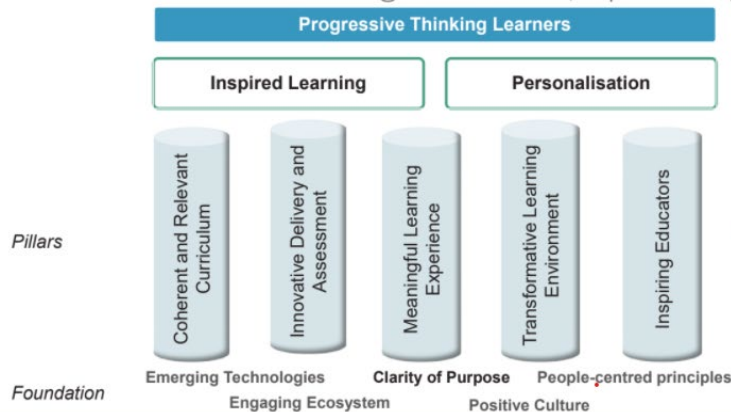 Progressive Thinking Learners
Inspired Learning
Personalisation
Pillars
Coherent and Relevant
Curriculum
Innovative Delivery and
Assessment
Meaningful Learning
Experience
Transformative Learning
Environment
Inspiring Educators
Foundation
Emerging Technologies
Clarity of Purpose
People-centred principles
Engaging Ecosystem
Positive Culture